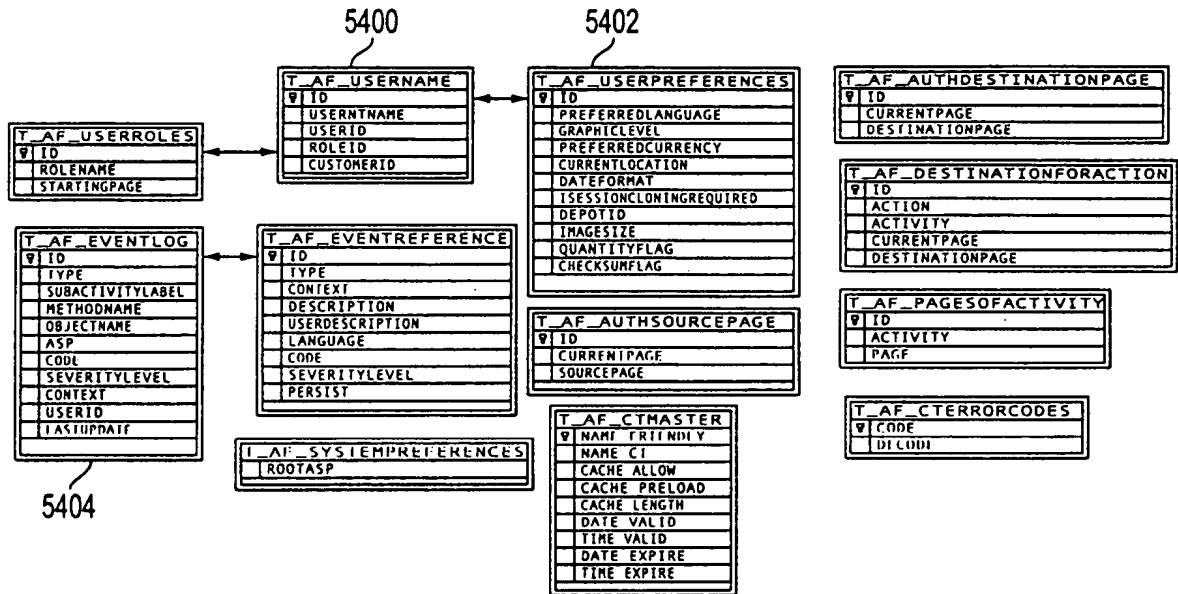 5400
5402
T_AF_USERNAME
ID
USERNTNAME
USERID
ROLEID
CUSTOMERID
T_AF_USERPREFERENCES
ID
PREFERREDLANGUAGE
GRAPHICLEVEL
PREFERREDCURRENCY
CURRENTLOCATION
DATEFORMAT
ISESSIONCLONINGREQUIRED
DEPOTID
IMAGESIZE
QUANTITYFLAG
CHECKSUMFLAG
T_AF_AUTHDESTINATIONPAGE
ID
CURRENTPAGE
DESTINATIONPAGE
T_AF_USERROLES
ID
ROLENAME
STARTINGPAGE
T_AF_DESTINATIONFORACTION
ID
ACTION
ACTIVITY
CURRENTPAGE
DESTINATIONPAGE
T_AF_EVENTLOG
ID
TYPE
SUBACTIVITYLABEL
METHODNAME
OBJECTNAME
ASP
CODE
SEVERITYLEVEL
CONTEXT
USERID
LASTUPDATE
5404
T_AF_EVENTREFERENCE
ID
TYPE
CONTEXT
DESCRIPTION
USERDESCRIPTION
LANGUAGE
CODE
SEVERITYLEVEL
PERSIST
T_AF_AUTHSOURCEPAGE
ID
CURRENTPAGE
SOURCEPAGE
T_AF_PAGESOFACTIVITY
ID
ACTIVITY
PAGE
T_AF_SYSTEMPREFERENCES
ROOTASP
T_AF_CTMASTER
NAME FRIENDLY
NAME CT
CACHE ALLOW
CACHE PRELOAD
CACHE LENGTH
DATE VALID
TIME VALID
DATE EXPIRE
TIME EXPIRE
T_AF_CTERRORCODES
CODE
DECODE